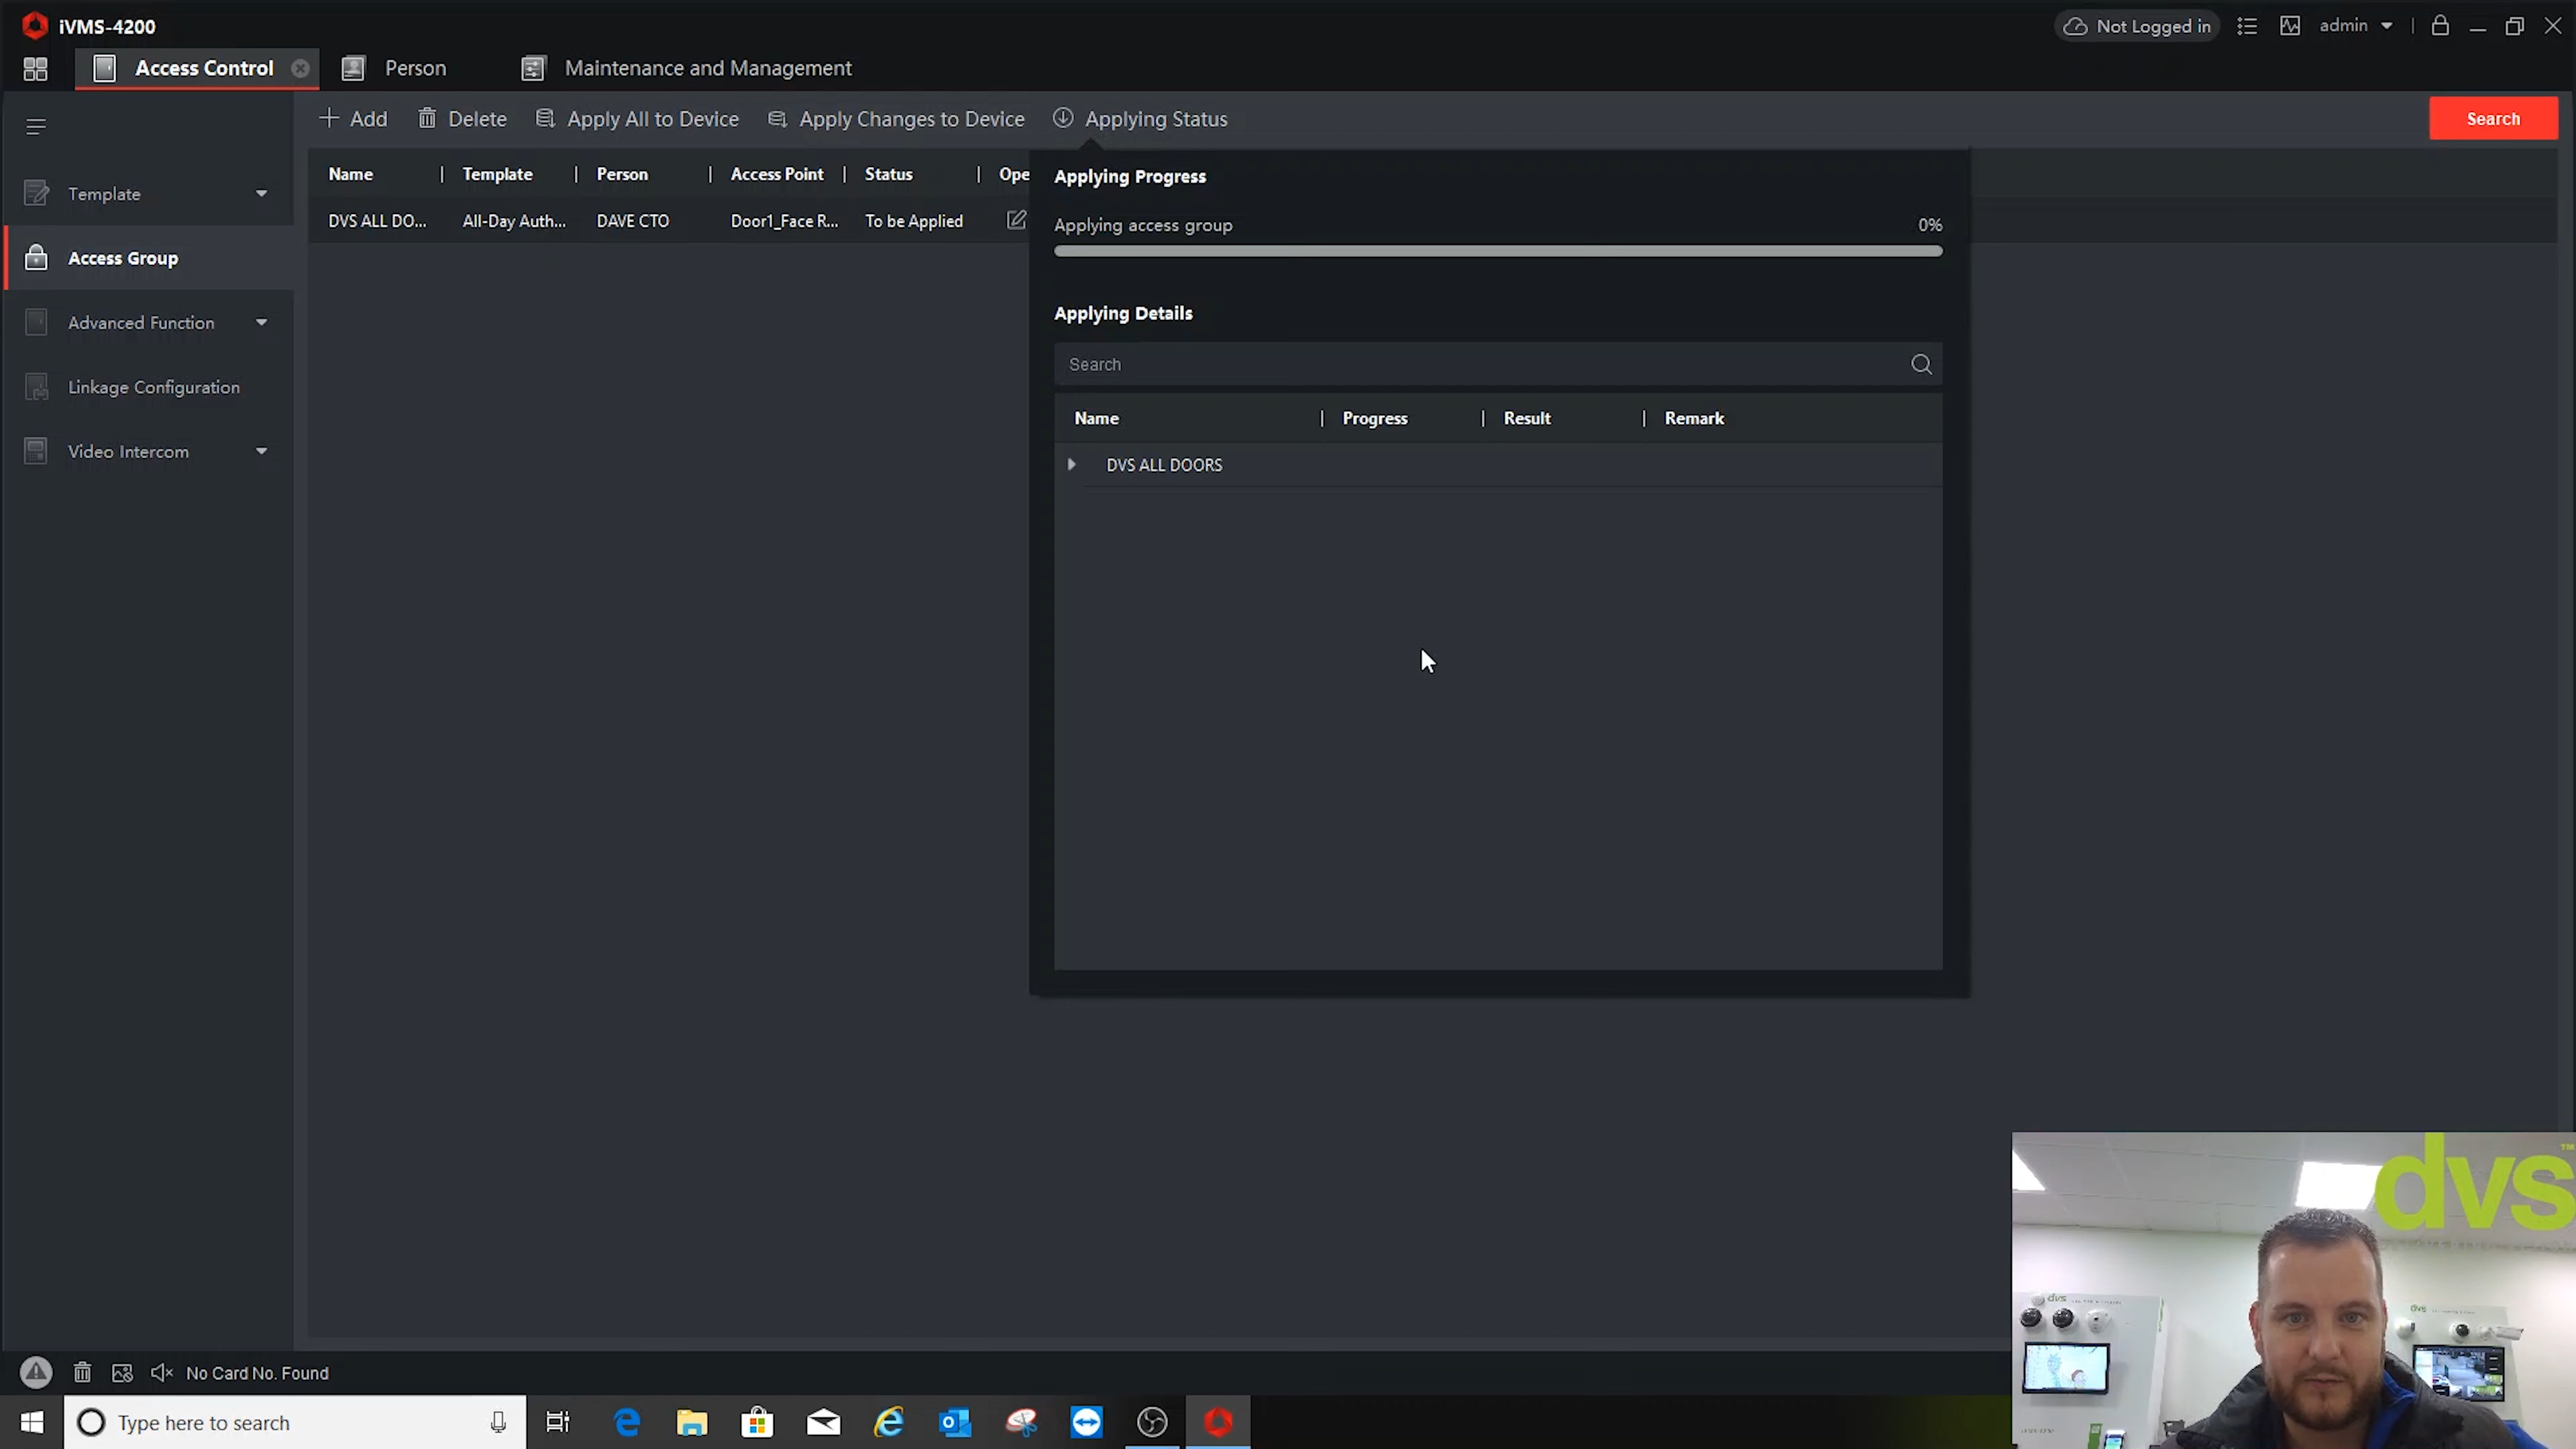 iVMS-4200
Not Logged in
admin
Access Control
Person
Maintenance and Management
Add
Delete
Apply All to Device
Apply Changes to Device
Applying Status
Search
Name
Template
Person
Access Point
Status
Ope
DVS ALL DO...
All-Day Auth...
DAVE CTO
Door1_Face R...
To be Applied
Template
Access Group
Advanced Function
Linkage Configuration
Video Intercom
Applying Progress
Applying access group
0%
Applying Details
Search
Name
Progress
Result
Remark
DVS ALL DOORS
dvs™
dvs
dvs
No Card No. Found
Type here to search